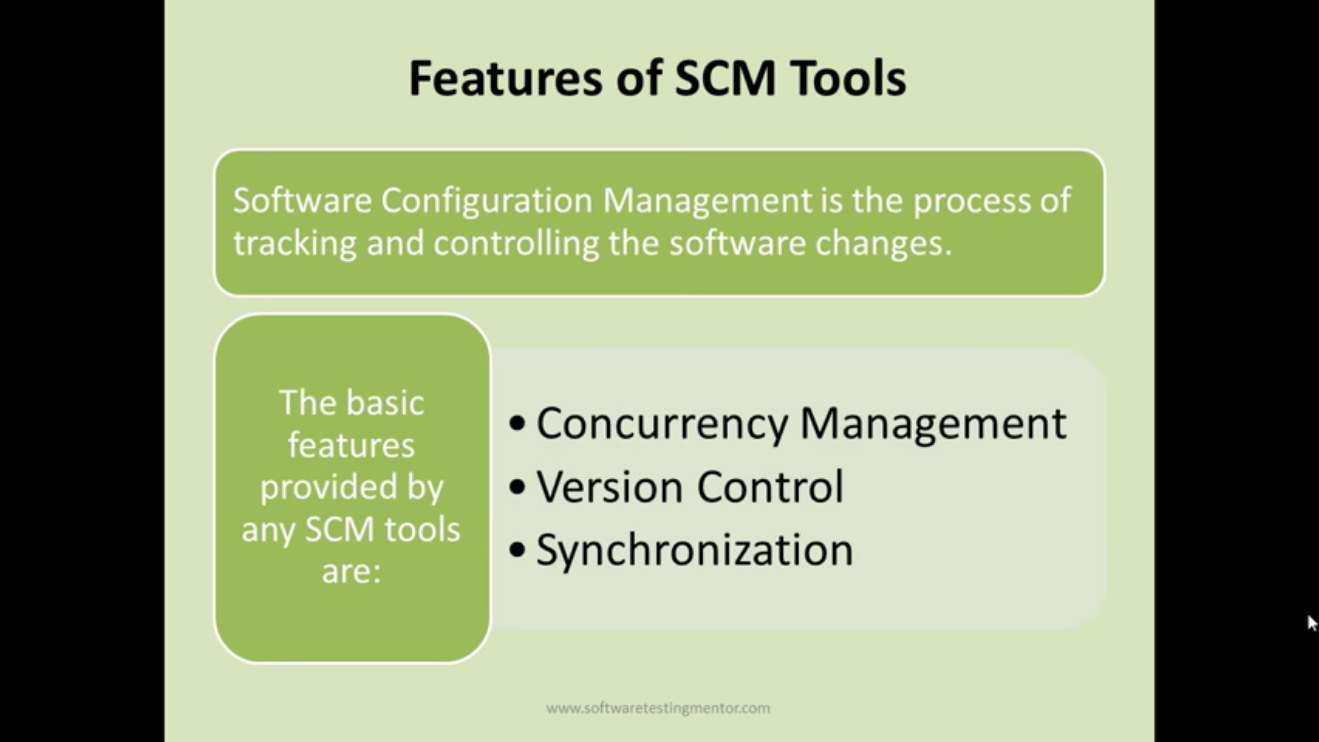 Features of SCM Tools
Software Configuration Management is the process of
tracking and controlling the software changes.
The basic
features
provided by
any SCM tools
are:
• Concurrency Management
• Version Control
• Synchronization
www.softwaretestingmentor.com